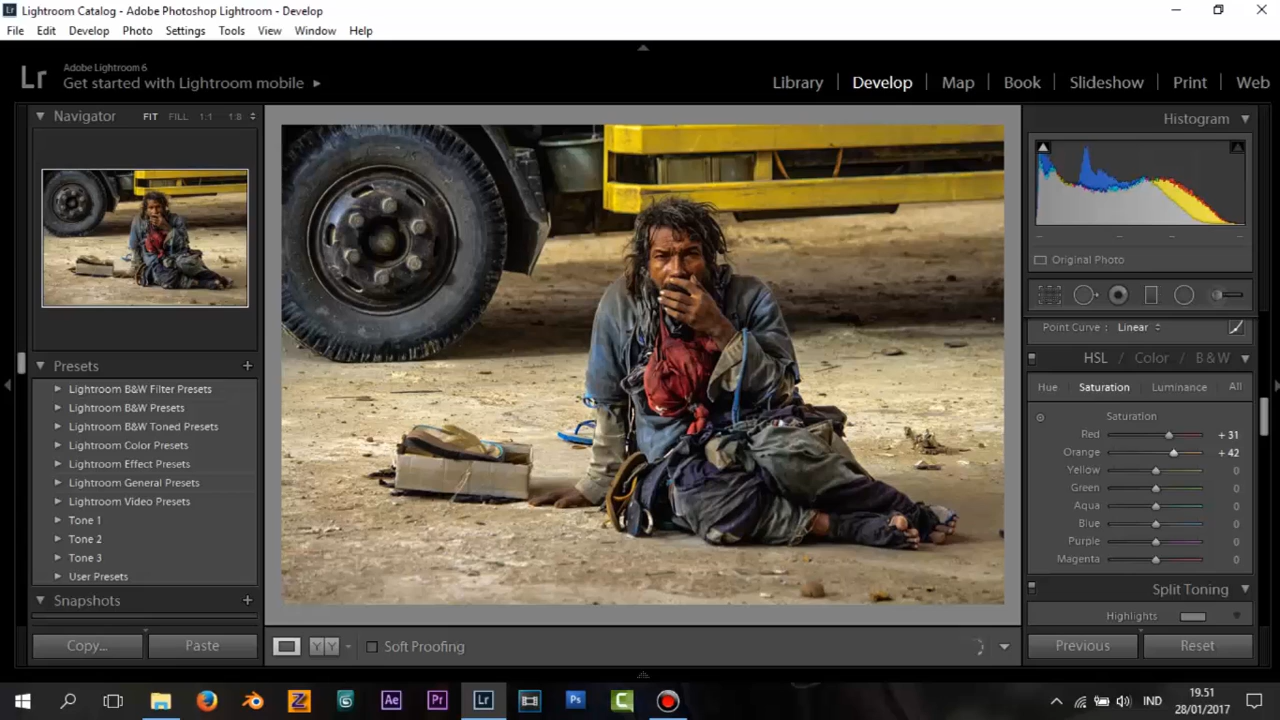 Lightroom Catalog - Adobe Photoshop Lightroom - Develop
File Edit Develop Photo Settings Tools View Window Help
Lr
Adobe Lightroom 6
Get started with Lightroom mobile
Library
Develop
Map
Book
Slideshow
Print
Web
Navigator
FIT FILL 1:1 1:8
Presets
Lightroom B&W Filter Presets
Lightroom B&W Presets
Lightroom B&W Toned Presets
Lightroom Color Presets
Lightroom Effect Presets
Lightroom General Presets
Lightroom Video Presets
Tone 1
Tone 2
Tone 3
User Presets
Snapshots
Copy...
Paste
Soft Proofing
Histogram
Original Photo
Point Curve : Linear
HSL / Color / B & W
Hue Saturation Luminance All
Saturation
Red + 31
Orange + 42
Yellow 0
Green 0
Aqua 0
Blue 0
Purple 0
Magenta 0
Split Toning
Highlights
Previous
Reset
Ae
Pr
Lr
Ps
IND
19.51
28/01/2017